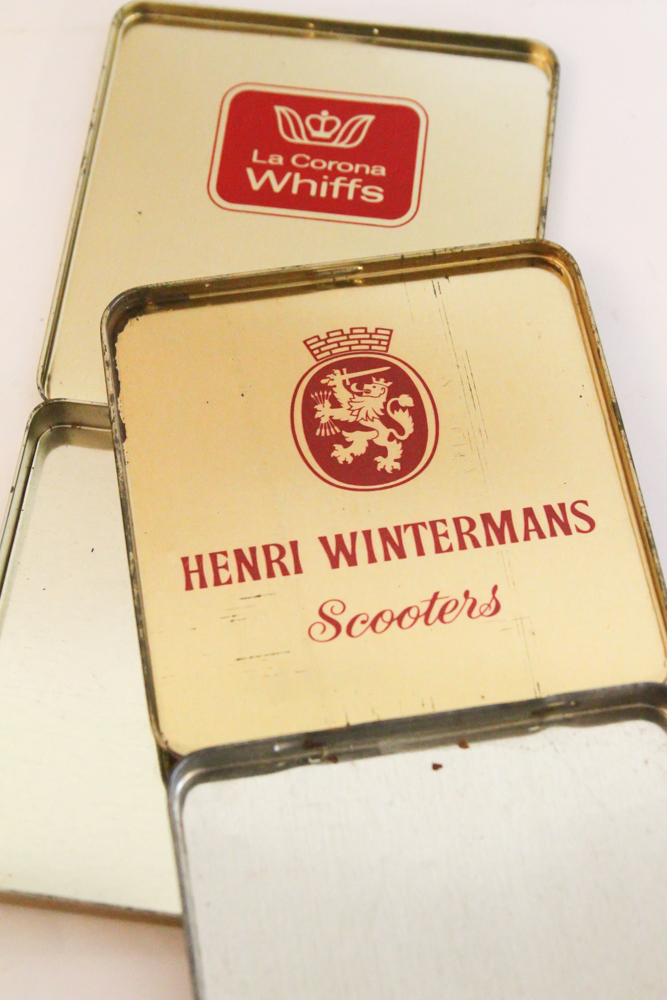 La Corona
Whiffs
HENRI WINTERMANS
Scooters